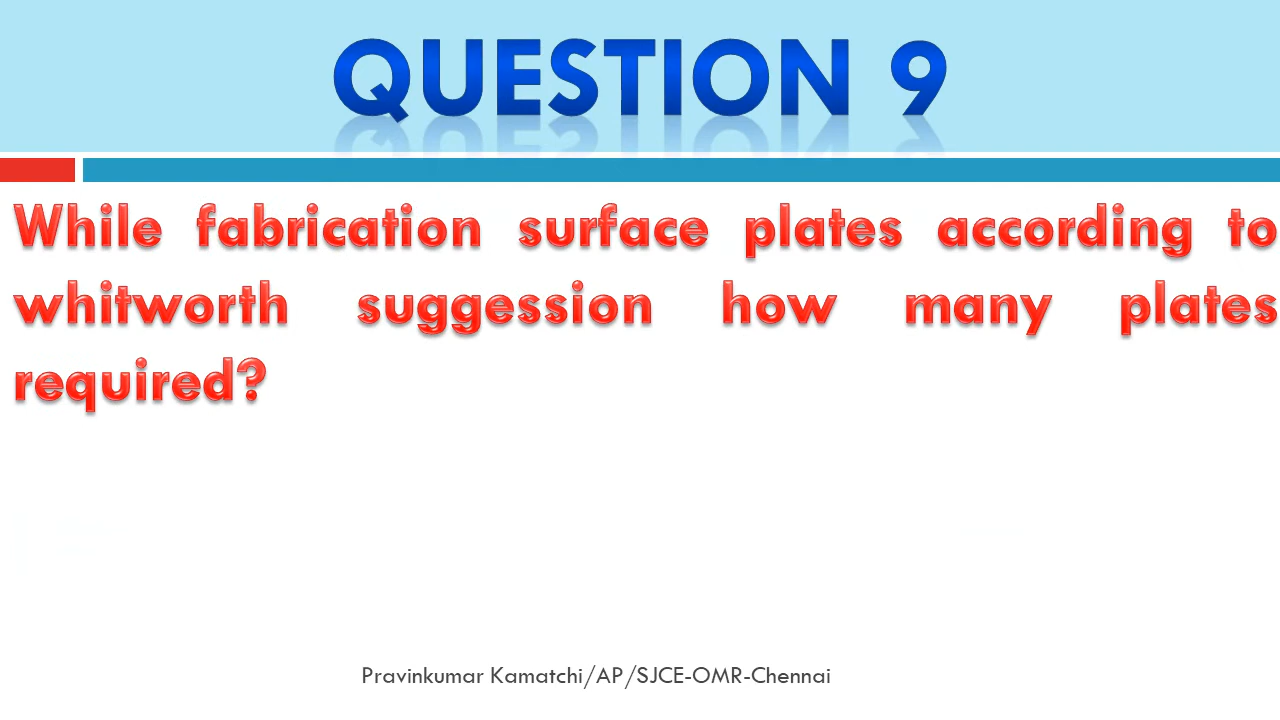 QUESTION 9
While fabrication surface plates according to
whitworth suggession how many plates
required?
Pravinkumar Kamatchi/AP/SJCE-OMR-Chennai